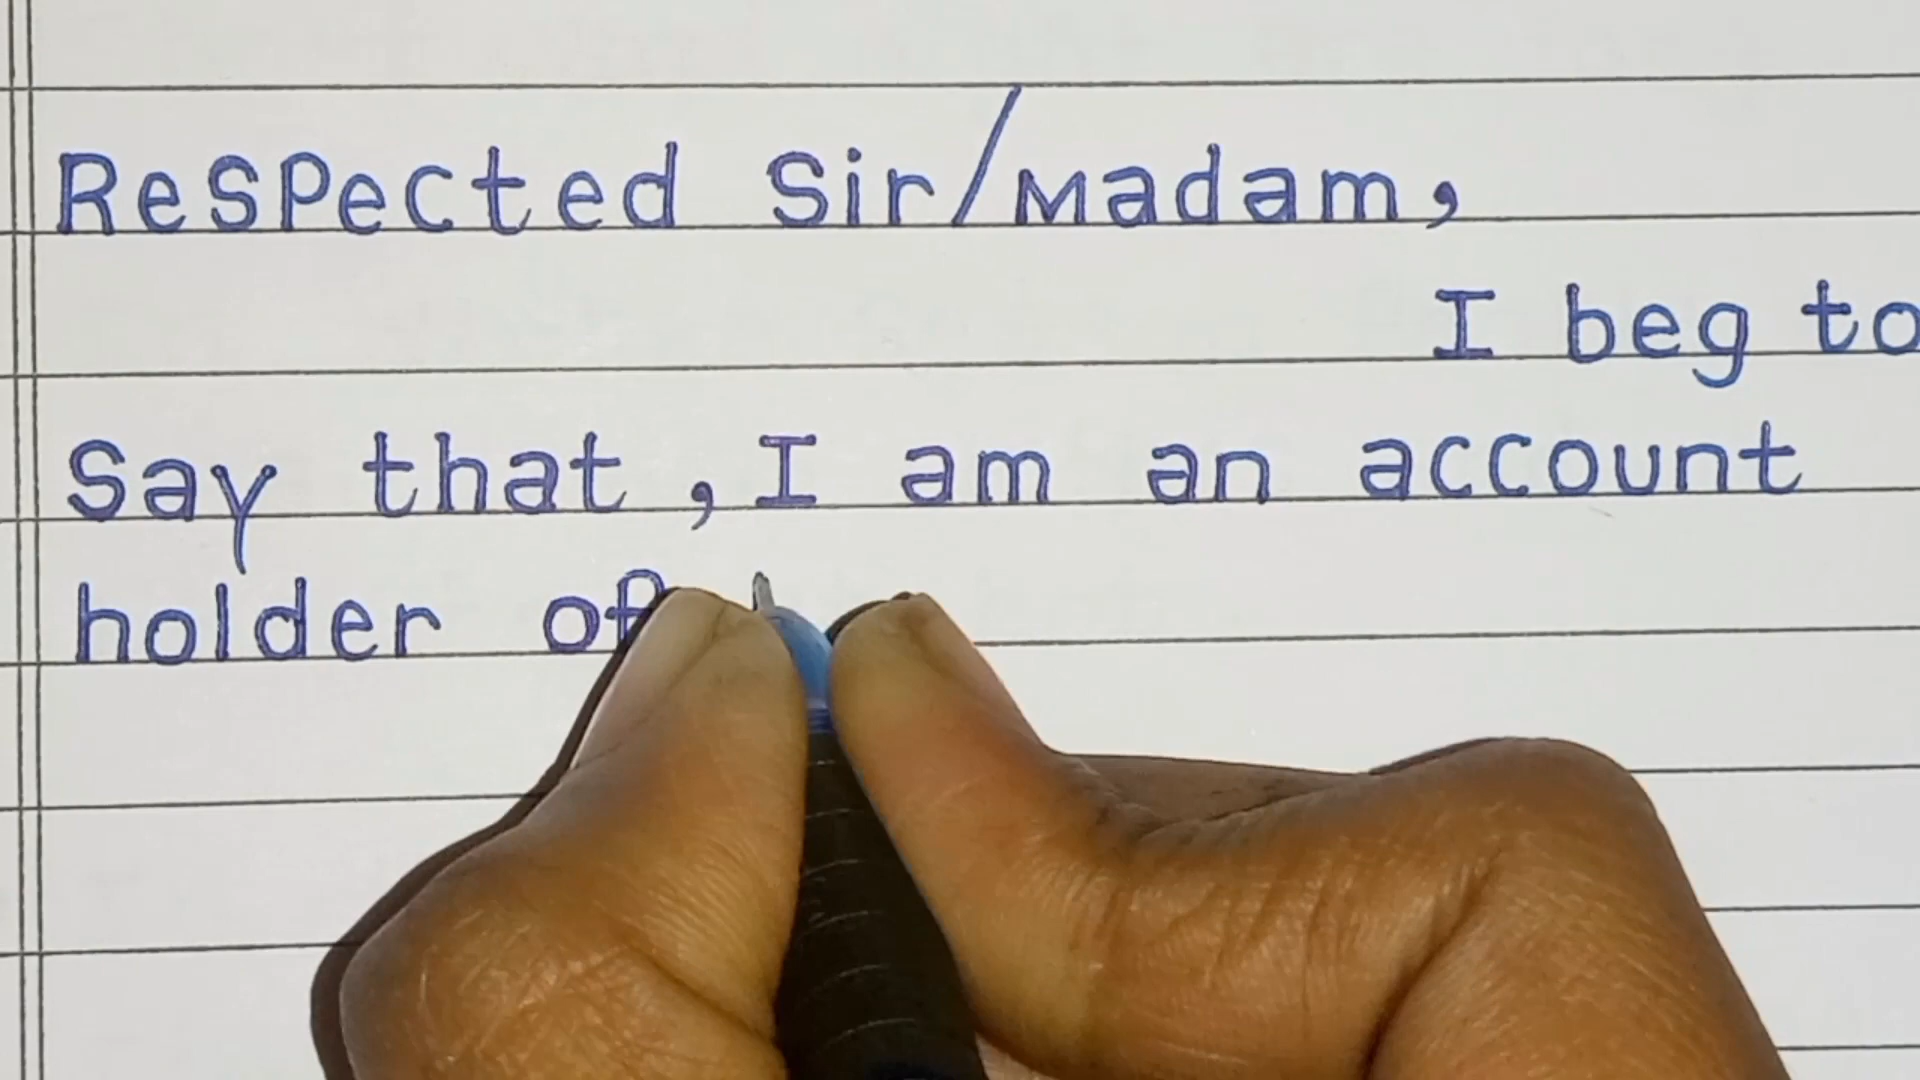 Respected Sir/Madam,
I beg to
Say that, I am an account
holder of